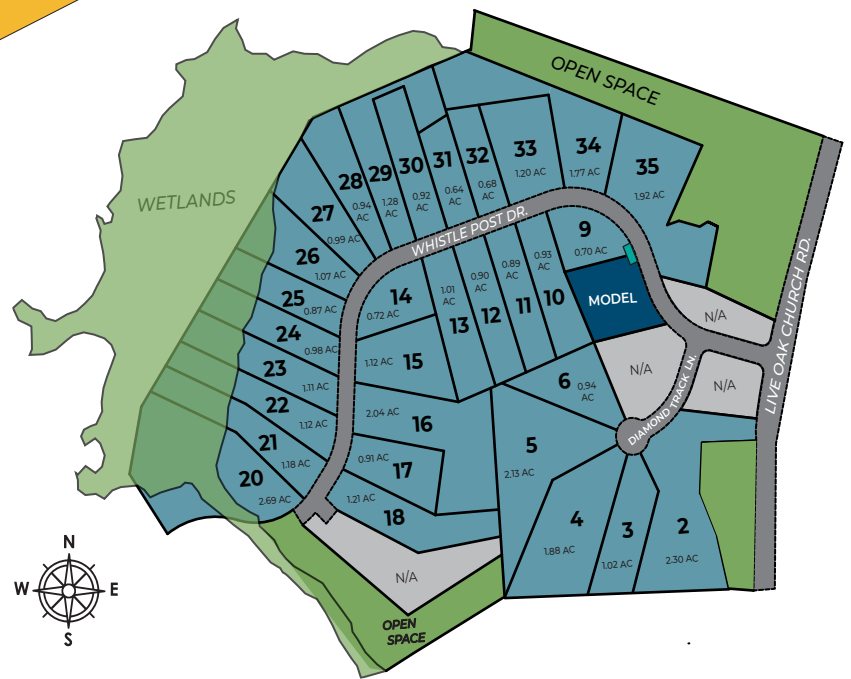 OPEN SPACE
WETLANDS
LIVE OAK CHURCH RD.
WHISTLE POST DR.
DIAMOND TRACK LN.
35
1.92 AC
34
1.77 AC
33
1.20 AC
32
0.68
AC
31
0.64
AC
30
0.92
AC
29
1.28
AC
28
0.94
AC
27
0.99 AC
26
1.07 AC
25
0.87 AC
24
0.98 AC
23
1.11 AC
22
1.12 AC
21
1.18 AC
20
2.69 AC
9
0.70 AC
MODEL
10
0.93
AC
11
0.89
AC
12
0.90
AC
13
1.01
AC
14
0.72 AC
15
1.12 AC
16
2.04 AC
17
0.91 AC
18
1.21 AC
6
0.94
AC
5
2.13 AC
4
1.88 AC
3
1.02 AC
2
2.30 AC
N/A
N/A
N/A
N/A
OPEN
SPACE
N
W
E
S